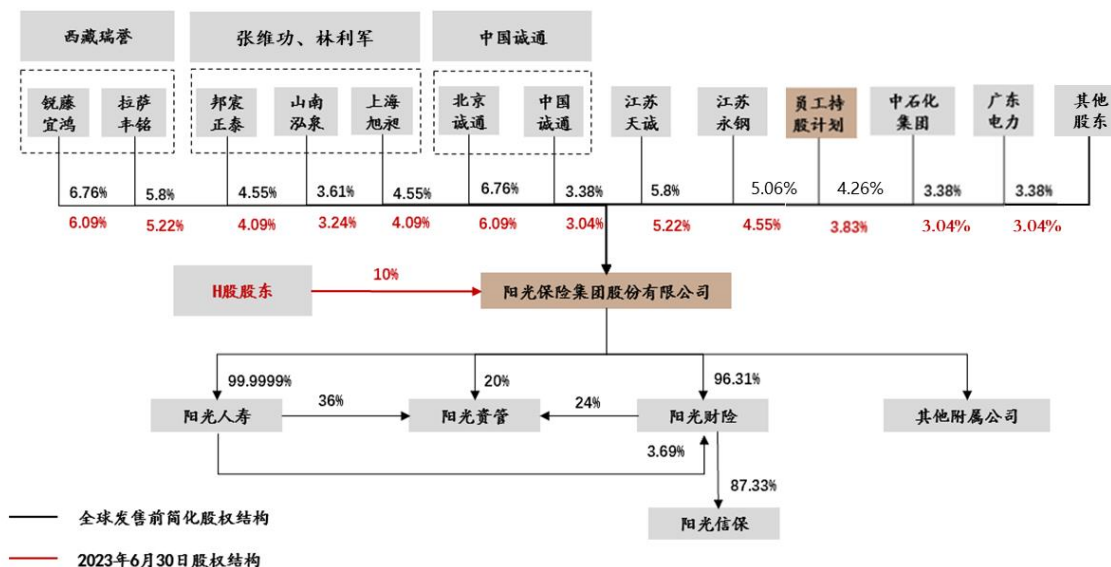 西藏瑞誉
张维功、林利军
中国诚通
锐藤
宜鸿
拉萨
丰铭
邦宸
正泰
山南
泓泉
上海
旭昶
北京
诚通
中国
诚通
江苏
天诚
江苏
永钢
员工持
股计划
中石化
集团
广东
电力
其他
股东
6.76%
5.8%
4.55%
3.61%
4.55%
6.76%
3.38%
5.8%
5.06%
4.26%
3.38%
3.38%
6.09%
5.22%
4.09%
3.24%
4.09%
6.09%
3.04%
5.22%
4.55%
3.83%
3.04%
3.04%
H股股东
10%
阳光保险集团股份有限公司
99.9999%
20%
96.31%
阳光人寿
36%
阳光资管
24%
阳光财险
其他附属公司
3.69%
87.33%
阳光信保
全球发售前简化股权结构
2023年6月30日股权结构